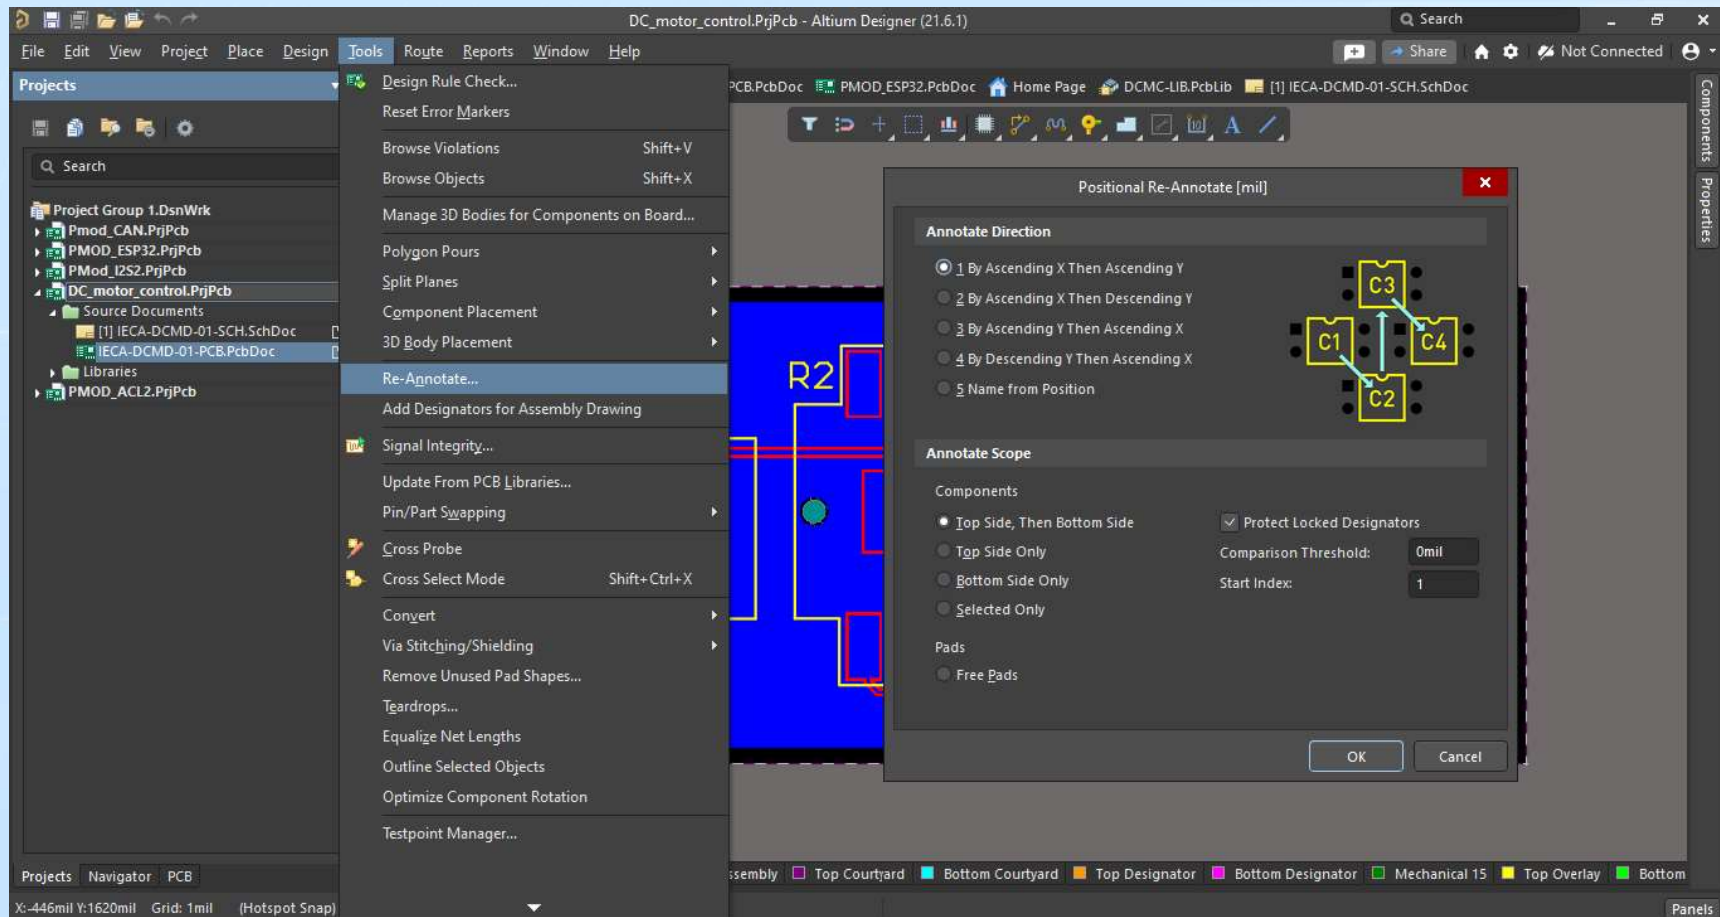 DC_motor_control.PrjPcb - Altium Designer (21.6.1)
Search
File Edit View Project Place Design Tools Route Reports Window Help
Share
Not Connected
Projects
Search
Project Group 1.DsnWrk
Pmod_CAN.PrjPcb
PMOD_ESP32.PrjPcb
PMod_I2S2.PrjPcb
DC_motor_control.PrjPcb
Source Documents
[1] IECA-DCMD-01-SCH.SchDoc
IECA-DCMD-01-PCB.PcbDoc
Libraries
PMOD_ACL2.PrjPcb
Projects Navigator PCB
X:-446mil Y:1620mil Grid: 1mil (Hotspot Snap)
Design Rule Check...
Reset Error Markers
Browse Violations Shift+V
Browse Objects Shift+X
Manage 3D Bodies for Components on Board...
Polygon Pours
Split Planes
Component Placement
3D Body Placement
Re-Annotate...
Add Designators for Assembly Drawing
Signal Integrity...
Update From PCB Libraries...
Pin/Part Swapping
Cross Probe
Cross Select Mode Shift+Ctrl+X
Convert
Via Stitching/Shielding
Remove Unused Pad Shapes...
Teardrops...
Equalize Net Lengths
Outline Selected Objects
Optimize Component Rotation
Testpoint Manager...
PCB.PcbDoc PMOD_ESP32.PcbDoc Home Page DCMC-LIB.PcbLib [1] IECA-DCMD-01-SCH.SchDoc
A
R2
Positional Re-Annotate [mil]
Annotate Direction
1 By Ascending X Then Ascending Y
2 By Ascending X Then Descending Y
3 By Ascending Y Then Ascending X
4 By Descending Y Then Ascending X
5 Name from Position
C3
C1
C4
C2
Annotate Scope
Components
Top Side, Then Bottom Side
Top Side Only
Bottom Side Only
Selected Only
Protect Locked Designators
Comparison Threshold: 0mil
Start Index: 1
Pads
Free Pads
OK Cancel
Components
Properties
ssembly Top Courtyard Bottom Courtyard Top Designator Bottom Designator Mechanical 15 Top Overlay Bottom
Panels